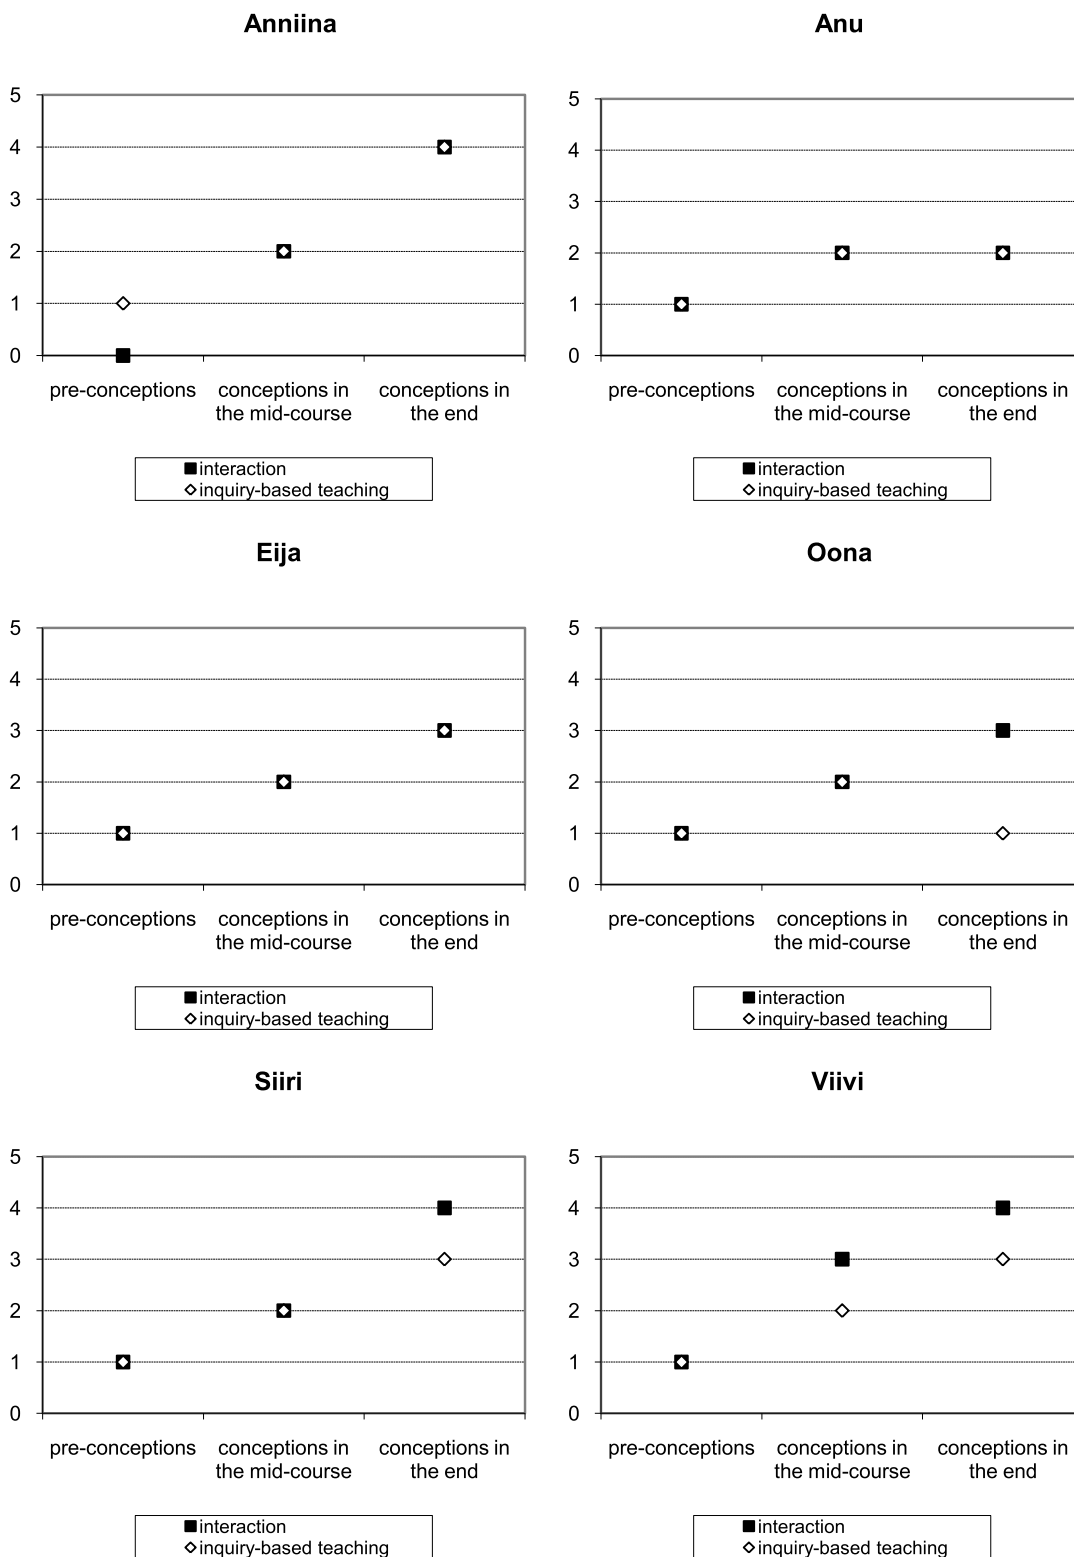 Anniina
5
4
3
2
1
0
pre-conceptions
conceptions in
the mid-course
conceptions in
the end
interaction
inquiry-based teaching
Anu
5
4
3
2
1
0
pre-conceptions
conceptions in
the mid-course
conceptions in
the end
interaction
inquiry-based teaching
Eija
5
4
3
2
1
0
pre-conceptions
conceptions in
the mid-course
conceptions in
the end
interaction
inquiry-based teaching
Oona
5
4
3
2
1
0
pre-conceptions
conceptions in
the mid-course
conceptions in
the end
interaction
inquiry-based teaching
Siiri
5
4
3
2
1
0
pre-conceptions
conceptions in
the mid-course
conceptions in
the end
interaction
inquiry-based teaching
Viivi
5
4
3
2
1
0
pre-conceptions
conceptions in
the mid-course
conceptions in
the end
interaction
inquiry-based teaching